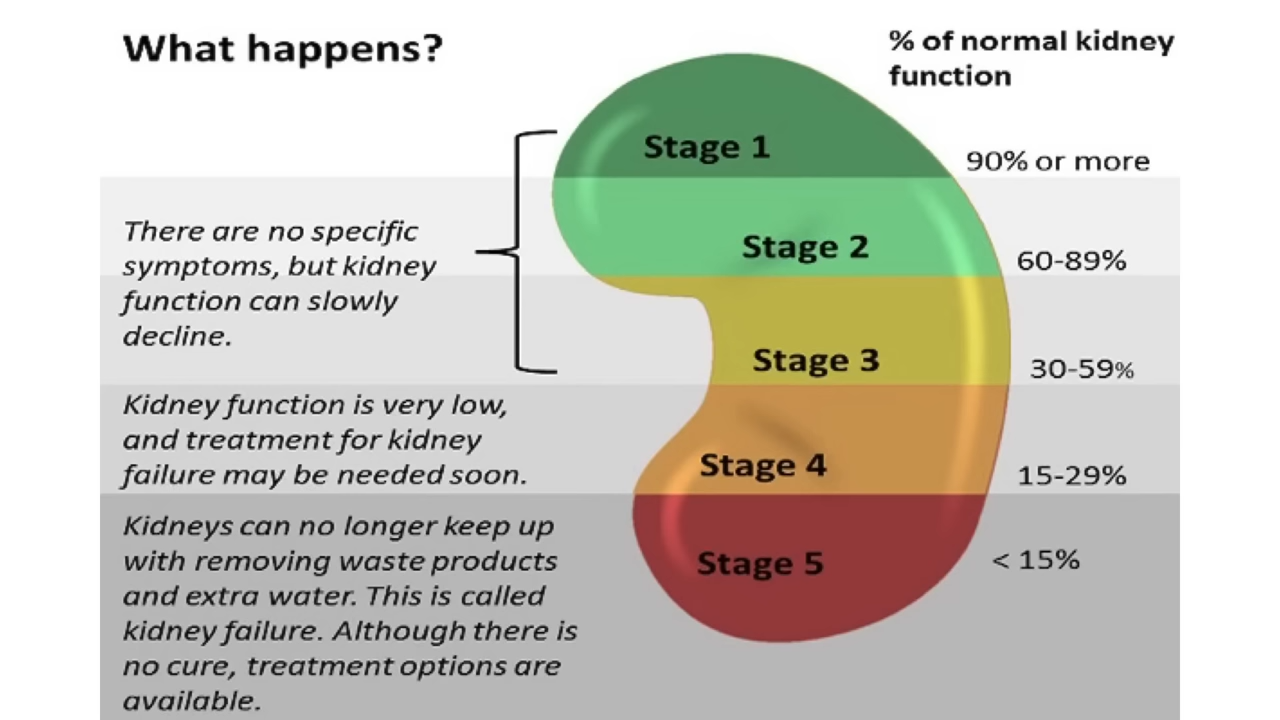 What happens?
% of normal kidney
function
Stage 1
90% or more
There are no specific
symptoms, but kidney
function can slowly
decline.
Stage 2
60-89%
Stage 3
30-59%
Kidney function is very low,
and treatment for kidney
failure may be needed soon.
Stage 4
15-29%
Kidneys can no longer keep up
with removing waste products
and extra water. This is called
kidney failure. Although there is
no cure, treatment options are
available.
Stage 5
< 15%